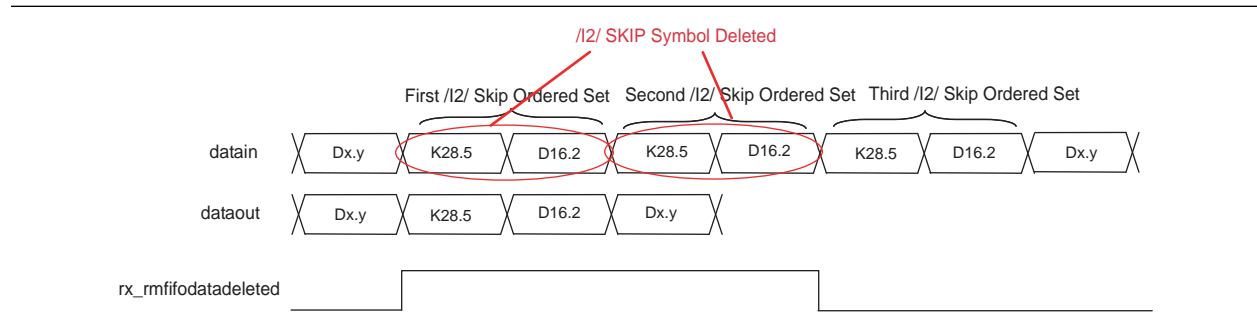 /I2/ SKIP Symbol Deleted
First /I2/ Skip Ordered Set Second /I2/ Skip Ordered Set Third /I2/ Skip Ordered Set
datain Dx.y K28.5 D16.2 K28.5 D16.2 K28.5 D16.2 Dx.y
dataout Dx.y K28.5 D16.2 Dx.y
rx_rmfifodatadeleted